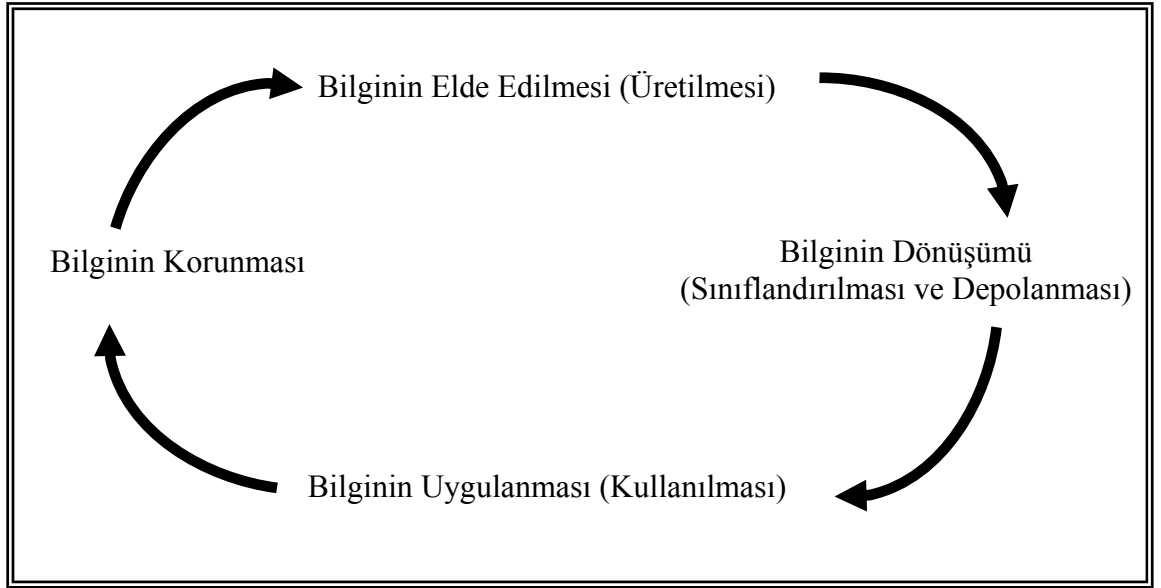 Bilginin Elde Edilmesi (Üretilmesi)
Bilginin Dönüşümü
(Sınıflandırılması ve Depolanması)
Bilginin Uygulanması (Kullanılması)
Bilginin Korunması